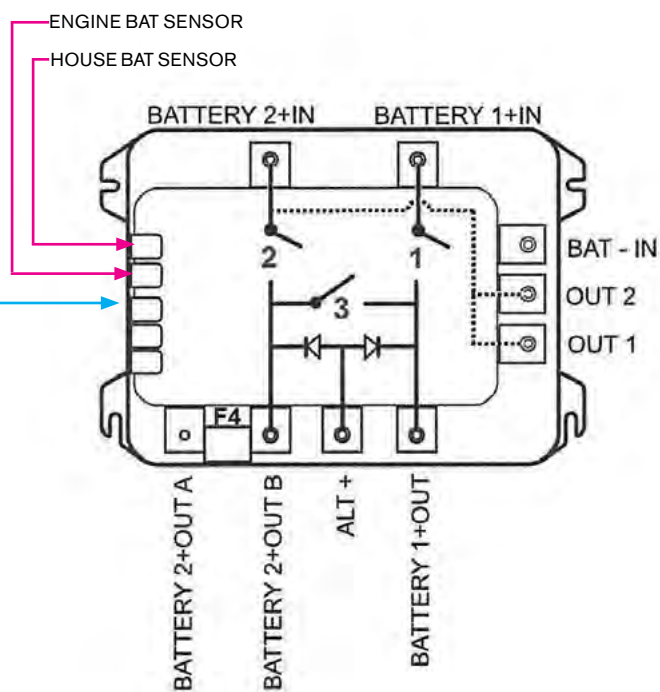 ENGINE BAT SENSOR
HOUSE BAT SENSOR
BATTERY 2+IN
BATTERY 1+IN
2
1
BAT - IN
3
OUT 2
OUT 1
F4
BATTERY 2+OUT A
BATTERY 2+OUT B
ALT +
BATTERY 1+OUT